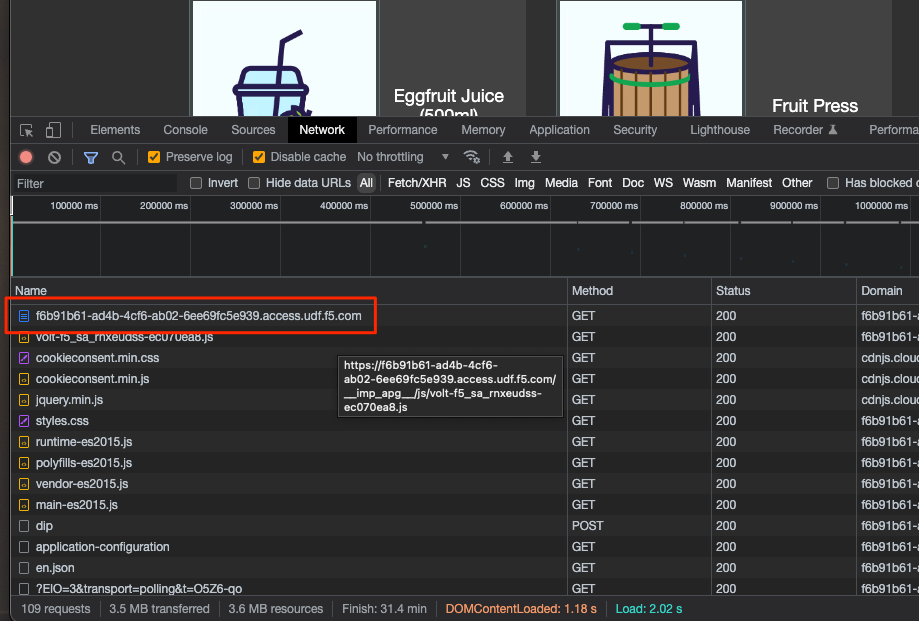 Eggfruit Juice
(500ml)
Fruit Press
Elements Console Sources Network Performance Memory Application Security Lighthouse Recorder Performa
Preserve log Disable cache No throttling
Filter Invert Hide data URLs All Fetch/XHR JS CSS Img Media Font Doc WS Wasm Manifest Other Has blocked c
100000 ms 200000 ms 300000 ms 400000 ms 500000 ms 600000 ms 700000 ms 800000 ms 900000 ms 1000000 ms
Name Method Status Domain
f6b91b61-ad4b-4cf6-ab02-6ee69fc5e939.access.udf.f5.com GET 200 f6b91b61-a
volt-f5_sa_rnxeudss-ec070ea8.js GET 200 f6b91b61-a
cookieconsent.min.css GET 200 cdnjs.cloud
https://f6b91b61-ad4b-4cf6-
ab02-6ee69fc5e939.access.udf.f5.com/
__imp_apg__/js/volt-f5_sa_rnxeudss-
ec070ea8.js
cookieconsent.min.js GET 200 cdnjs.cloud
jquery.min.js GET 200 cdnjs.cloud
styles.css GET 200 f6b91b61-a
runtime-es2015.js GET 200 f6b91b61-a
polyfills-es2015.js GET 200 f6b91b61-a
vendor-es2015.js GET 200 f6b91b61-a
main-es2015.js GET 200 f6b91b61-a
dip POST 200 f6b91b61-a
application-configuration GET 200 f6b91b61-a
en.json GET 200 f6b91b61-a
?EIO=3&transport=polling&t=O5Z6-qo GET 200 f6b91b61-a
109 requests 3.5 MB transferred 3.6 MB resources Finish: 31.4 min DOMContentLoaded: 1.18 s Load: 2.02 s